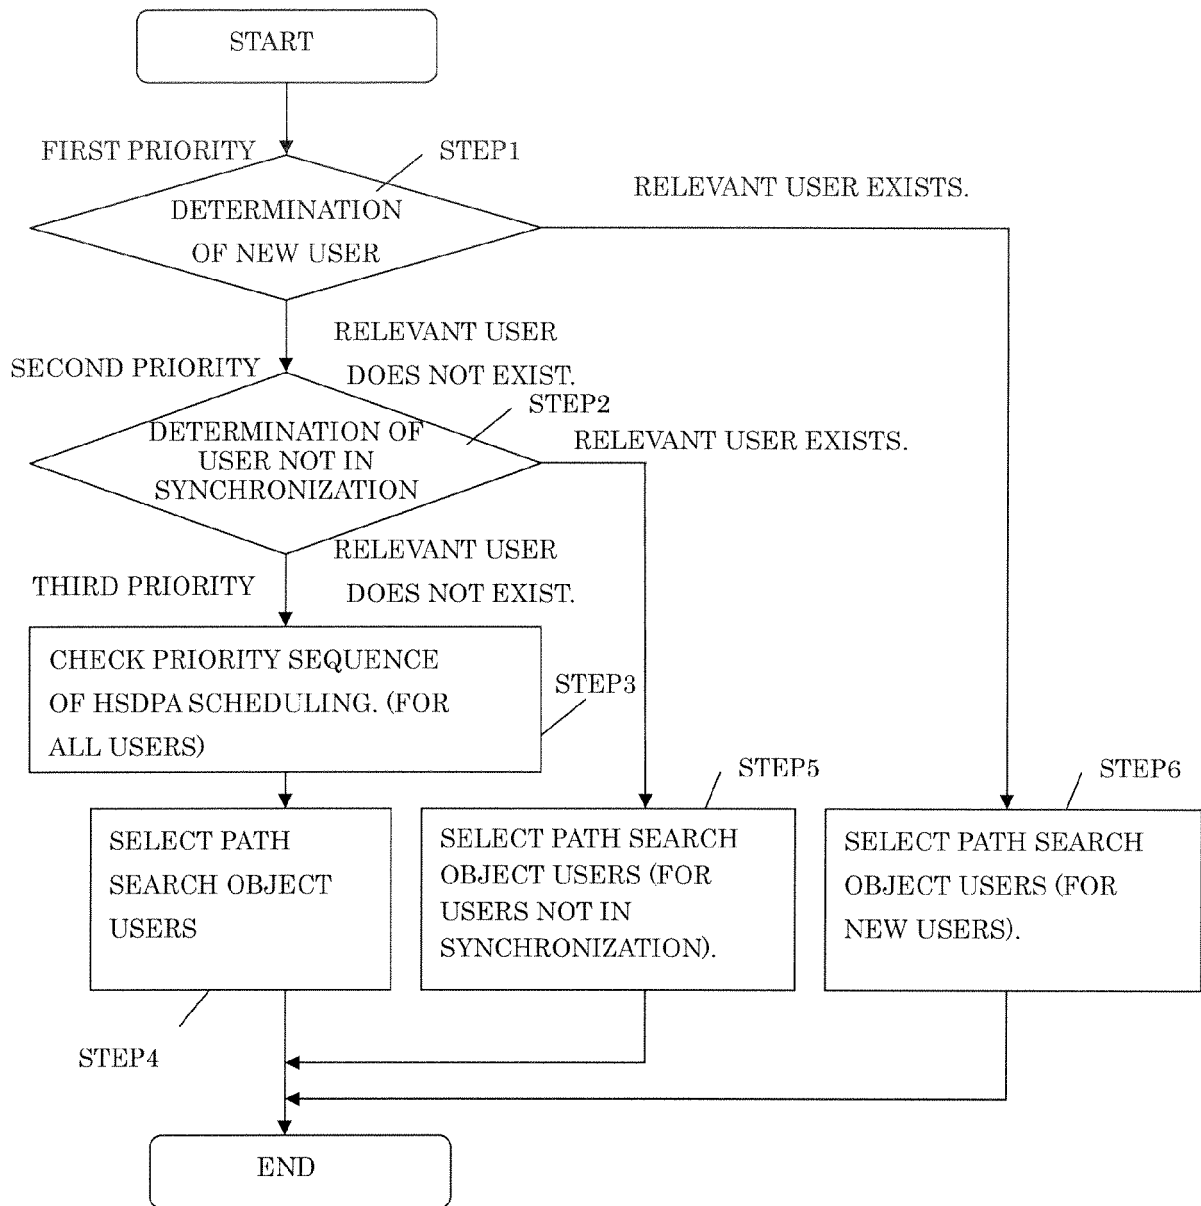 START
FIRST PRIORITY
STEP1
DETERMINATION
OF NEW USER
RELEVANT USER EXISTS.
RELEVANT USER
DOES NOT EXIST.
SECOND PRIORITY
STEP2
DETERMINATION OF
USER NOT IN
SYNCHRONIZATION
RELEVANT USER EXISTS.
RELEVANT USER
DOES NOT EXIST.
THIRD PRIORITY
CHECK PRIORITY SEQUENCE
OF HSDPA SCHEDULING. (FOR
ALL USERS)
STEP3
SELECT PATH
SEARCH OBJECT
USERS
STEP4
STEP5
SELECT PATH SEARCH
OBJECT USERS (FOR
USERS NOT IN
SYNCHRONIZATION).
STEP6
SELECT PATH SEARCH
OBJECT USERS (FOR
NEW USERS).
END